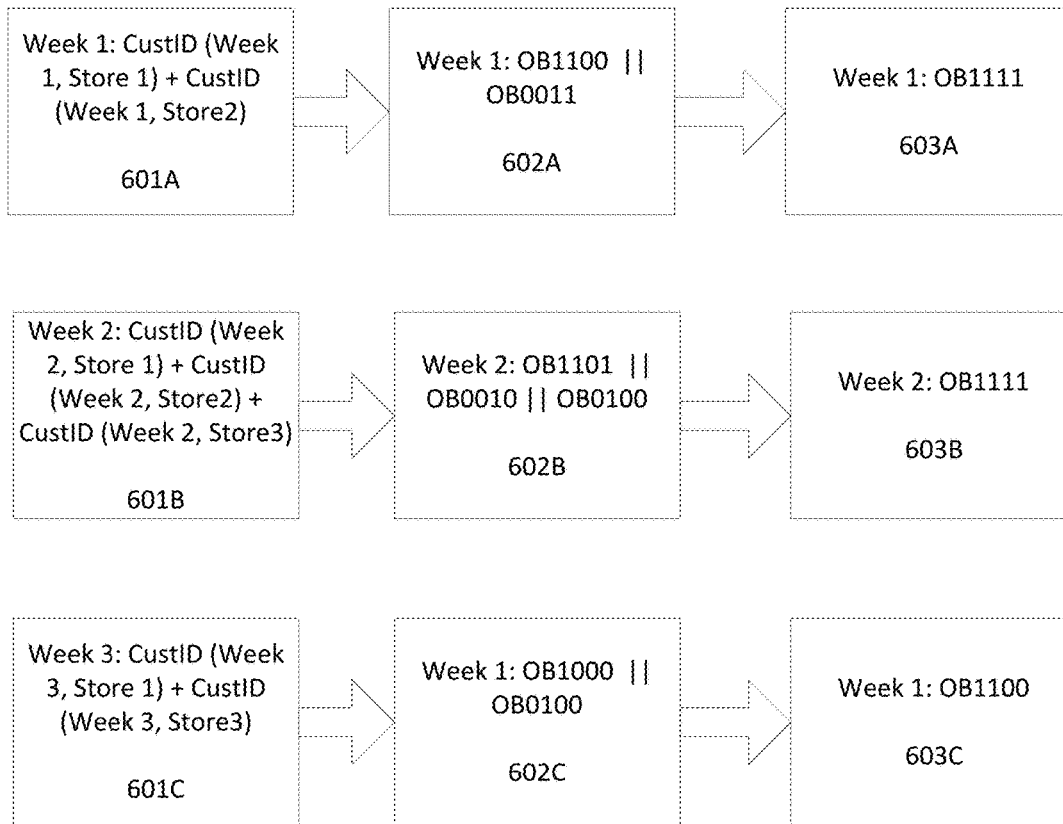 Week 1: CustID (Week
1, Store 1) + CustID
(Week 1, Store2)
601A
Week 1: OB1100 ||
OB0011
602A
Week 1: OB1111
603A
Week 2: CustID (Week
2, Store 1) + CustID
(Week 2, Store2) +
CustID (Week 2, Store3)
601B
Week 2: OB1101 ||
OB0010 || OB0100
602B
Week 2: OB1111
603B
Week 3: CustID (Week
3, Store 1) + CustID
(Week 3, Store3)
601C
Week 1: OB1000 ||
OB0100
602C
Week 1: OB1100
603C